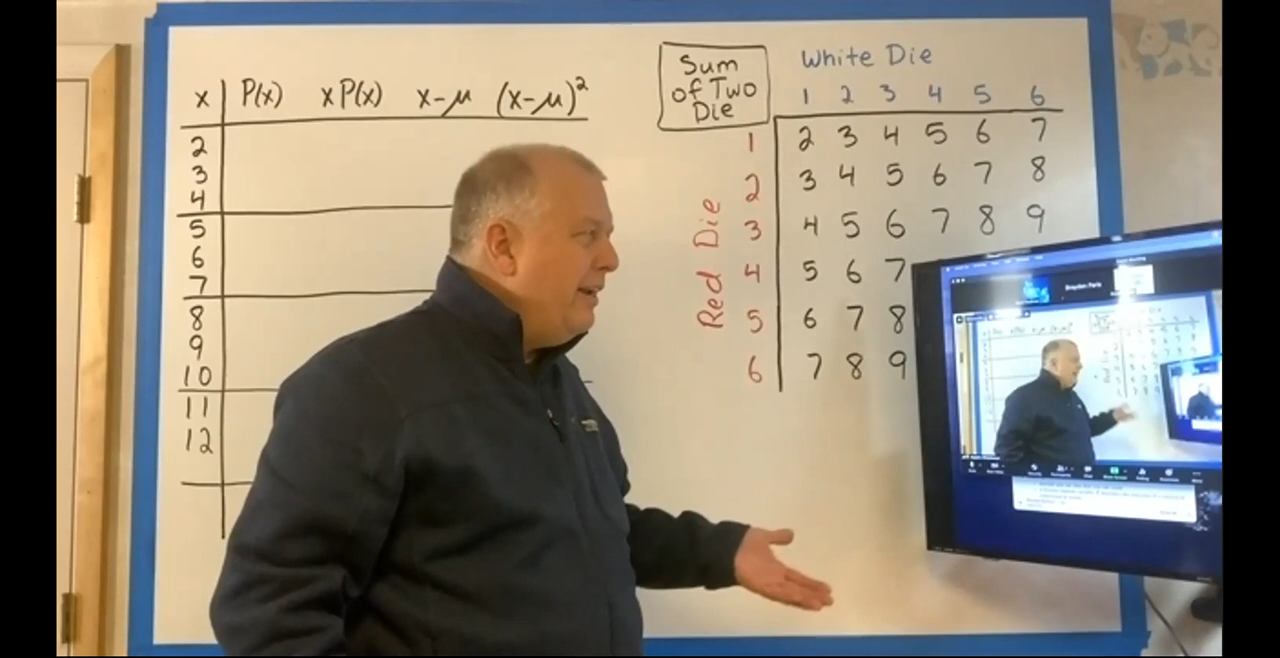 x P(x) xP(x) x-μ (x-μ)²
2
3
4
5
6
7
8
9
10
11
12
Sum
of Two
Die
White Die
1 2 3 4 5 6
Red Die
1 2 3 4 5 6 7
2 3 4 5 6 7 8
3 4 5 6 7 8 9
4 5 6 7
5 6 7 8
6 7 8 9
Brayden Paris